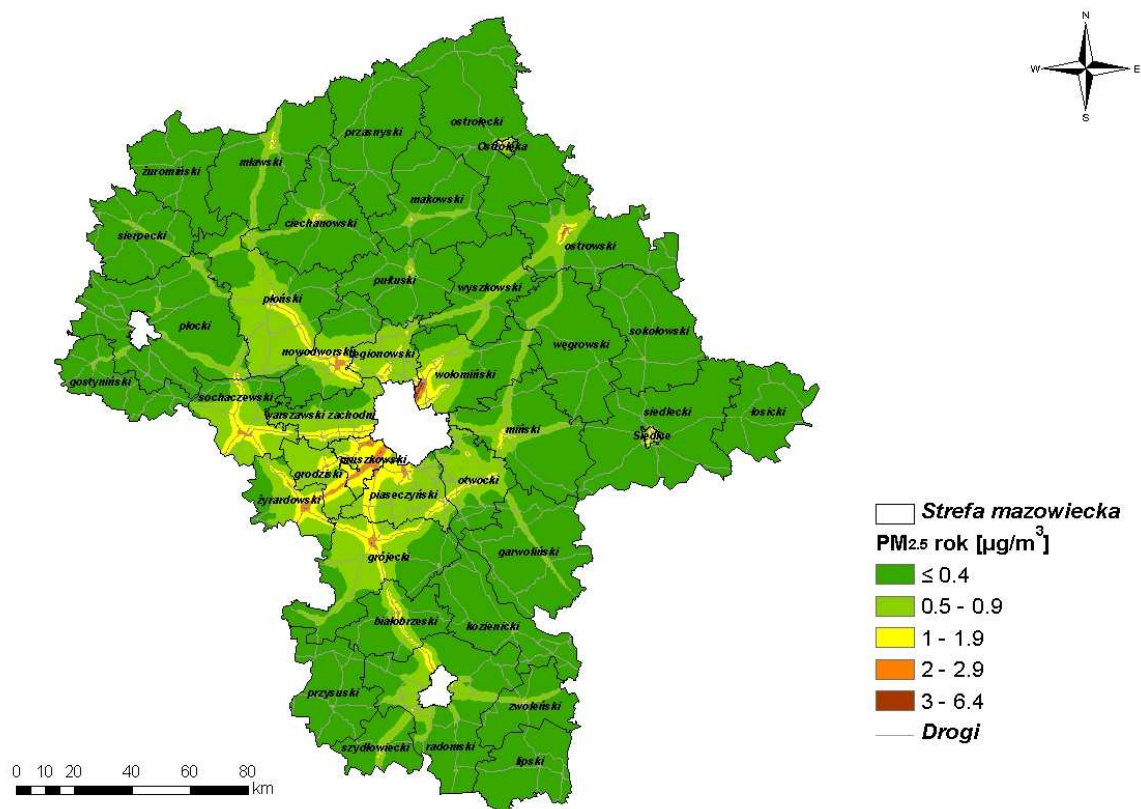 N
W E
S
ostrołęcki
przasnyski
Ostrołęka
mławski
żuromiński
makowski
ciechanowski
sierpecki
ostrowski
pułtuski
wyszkowski
płoński
płocki
sokołowski
węgrowski
nowodworski
legionowski
wołomiński
gostyniński
sochaczewski
warszawski zachodni
siedlecki
łosicki
miński
Siedlce
pruszkowski
grodziski
otwocki
żyrardowski
piaseczyński
grójecki
garwoliński
białobrzeski
kozienicki
przysuski
zwoleński
szydłowiecki
radomski
lipski
Strefa mazowiecka
PM2.5 rok [µg/m³]
≤ 0.4
0.5 - 0.9
1 - 1.9
2 - 2.9
3 - 6.4
Drogi
0 10 20 40 60 80
km